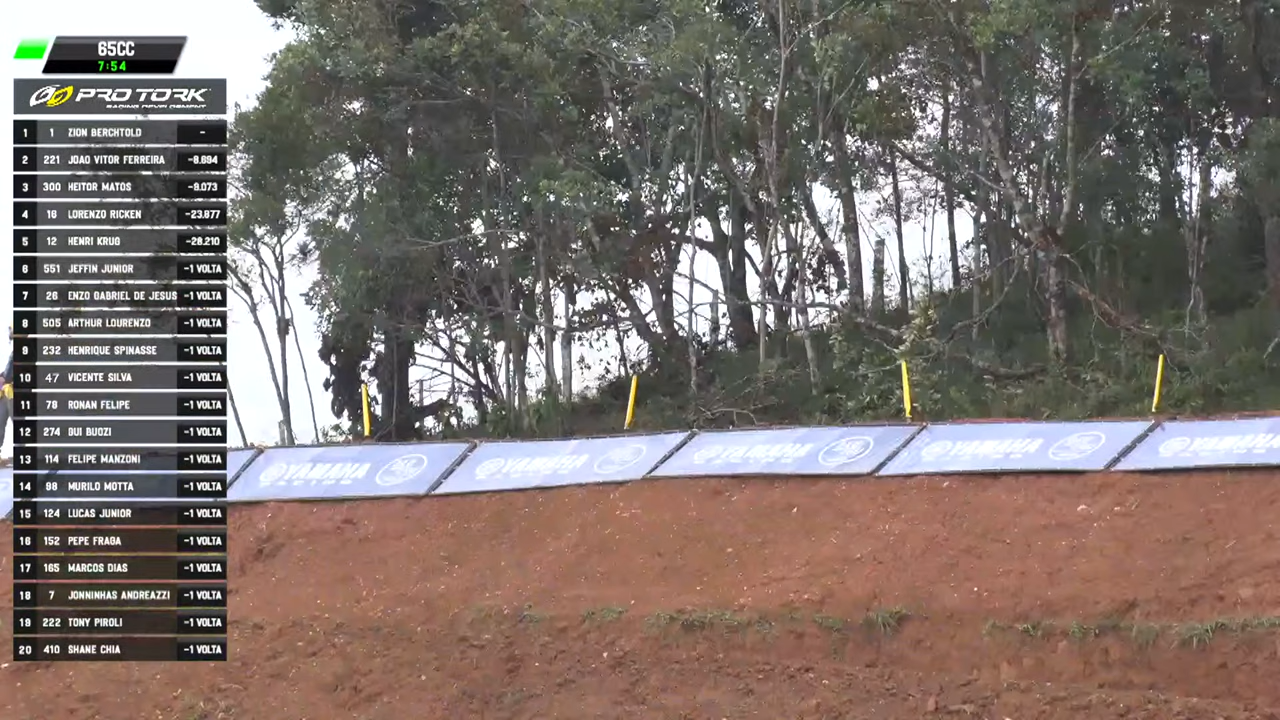 65CC
7:54
PRO TORK
RACING DEVELOPMENT
1 1 ZION BERCHTOLD -
2 221 JOAO VITOR FERREIRA -8.694
3 300 HEITOR MATOS -9.073
4 16 LORENZO RICKEN -23.877
5 12 HENRI KRUG -28.210
6 551 JEFFIN JUNIOR -1 VOLTA
7 26 ENZO GABRIEL DE JESUS -1 VOLTA
8 505 ARTHUR LOURENZO -1 VOLTA
9 232 HENRIQUE SPINASSE -1 VOLTA
10 47 VICENTE SILVA -1 VOLTA
11 78 RONAN FELIPE -1 VOLTA
12 274 GUI BUOZI -1 VOLTA
13 114 FELIPE MANZONI -1 VOLTA
14 98 MURILO MOTTA -1 VOLTA
15 124 LUCAS JUNIOR -1 VOLTA
16 152 PEPE FRAGA -1 VOLTA
17 165 MARCOS DIAS -1 VOLTA
18 7 JONNINHAS ANDREAZZI -1 VOLTA
19 222 TONY PIROLI -1 VOLTA
20 410 SHANE CHIA -1 VOLTA
YAMAHA YAMAHA YAMAHA YAMAHA YAMAHA